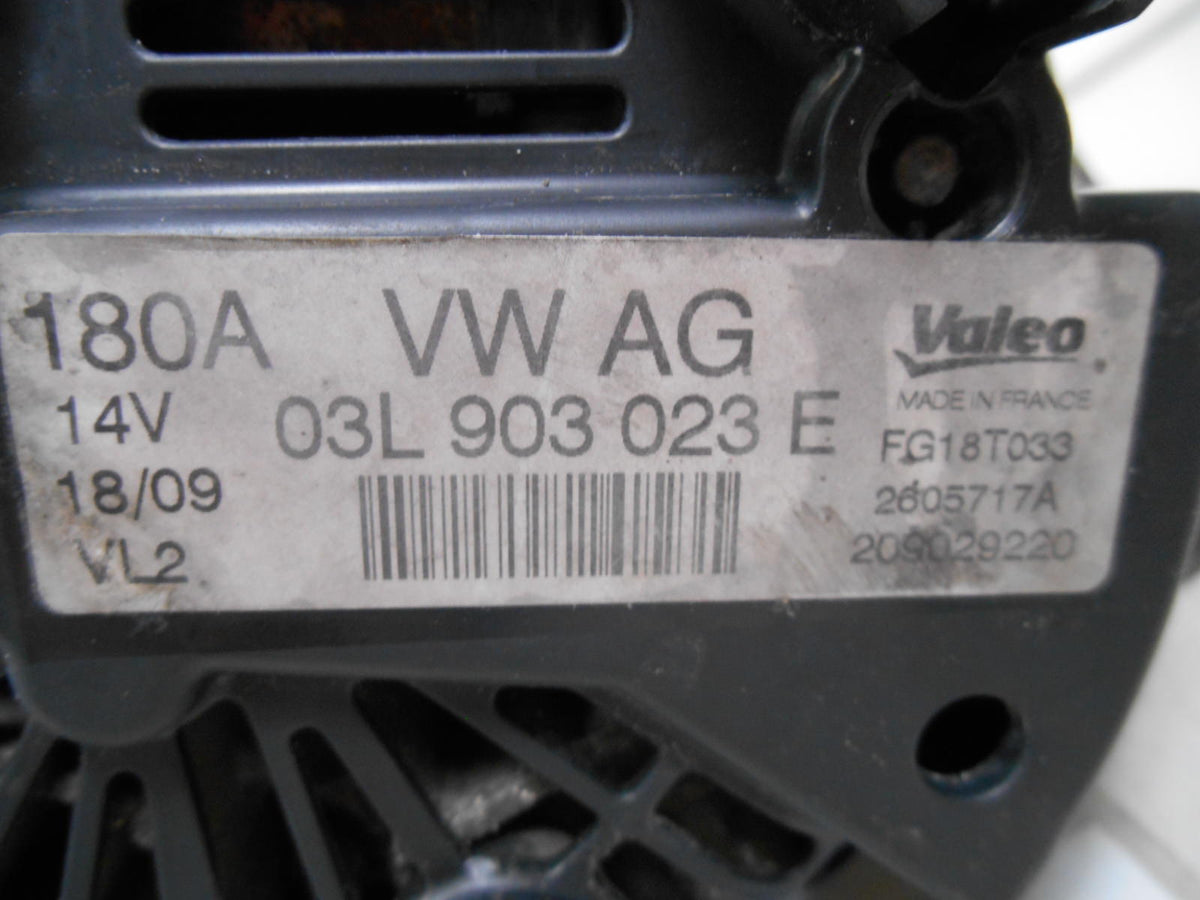 180A VW AG
14V 03L 903 023 E
18/09
VL2
Valeo
MADE IN FRANCE
FG18T033
2605717A
209029220